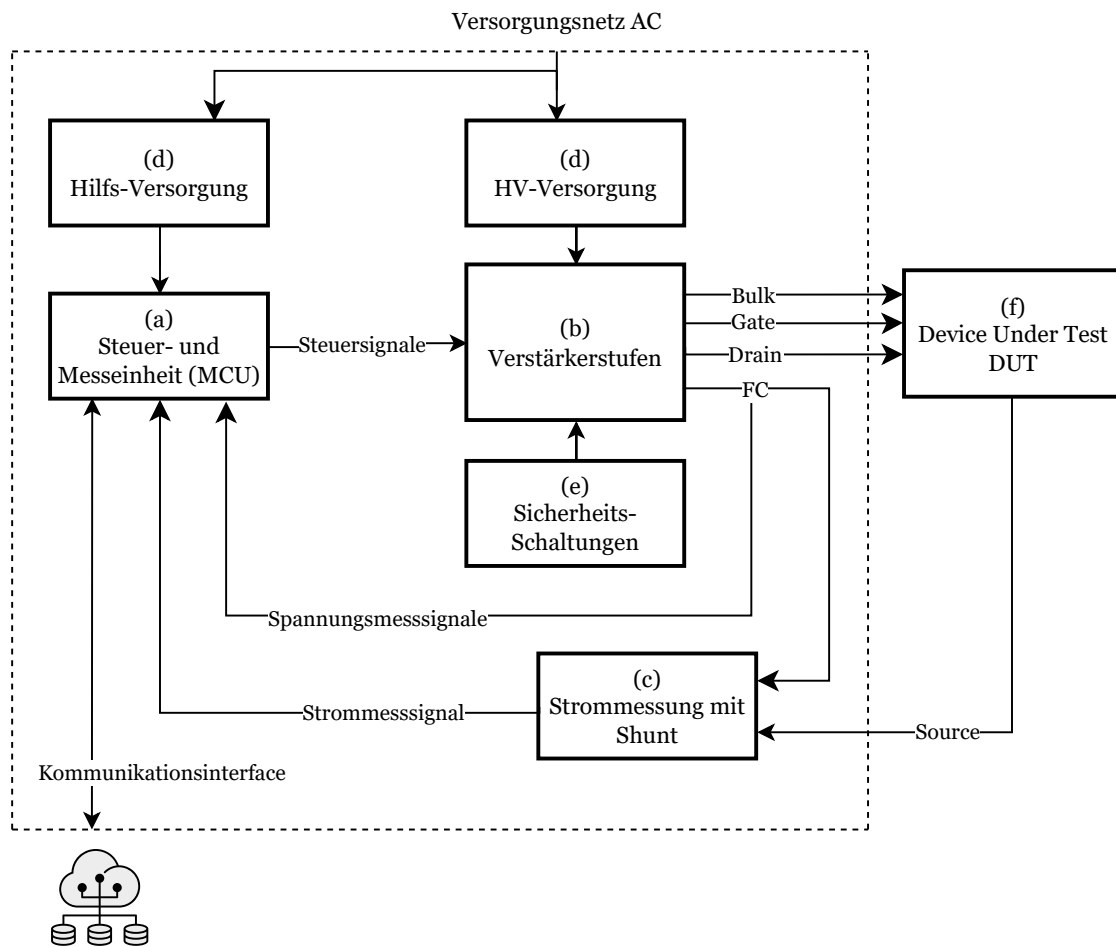 Versorgungsnetz AC
(d)
Hilfs-Versorgung
(d)
HV-Versorgung
(a)
Steuer- und
Messeinheit (MCU)
Steuersignale
(b)
Verstärkerstufen
Bulk
Gate
Drain
FC
(f)
Device Under Test
DUT
(e)
Sicherheits-
Schaltungen
Spannungsmesssignale
(c)
Strommessung mit
Shunt
Strommesssignal
Source
Kommunikationsinterface